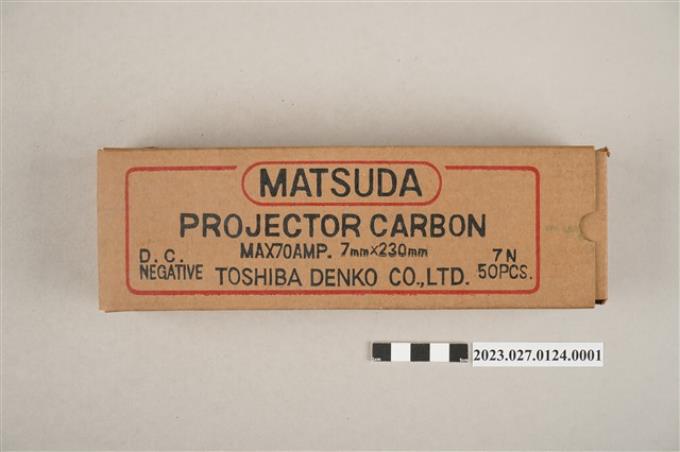 MATSUDA
PROJECTOR CARBON
MAX70AMP. 7mm×230mm
D.C.
NEGATIVE
TOSHIBA DENKO CO.,LTD.
7N
50PCS.
2023.027.0124.0001